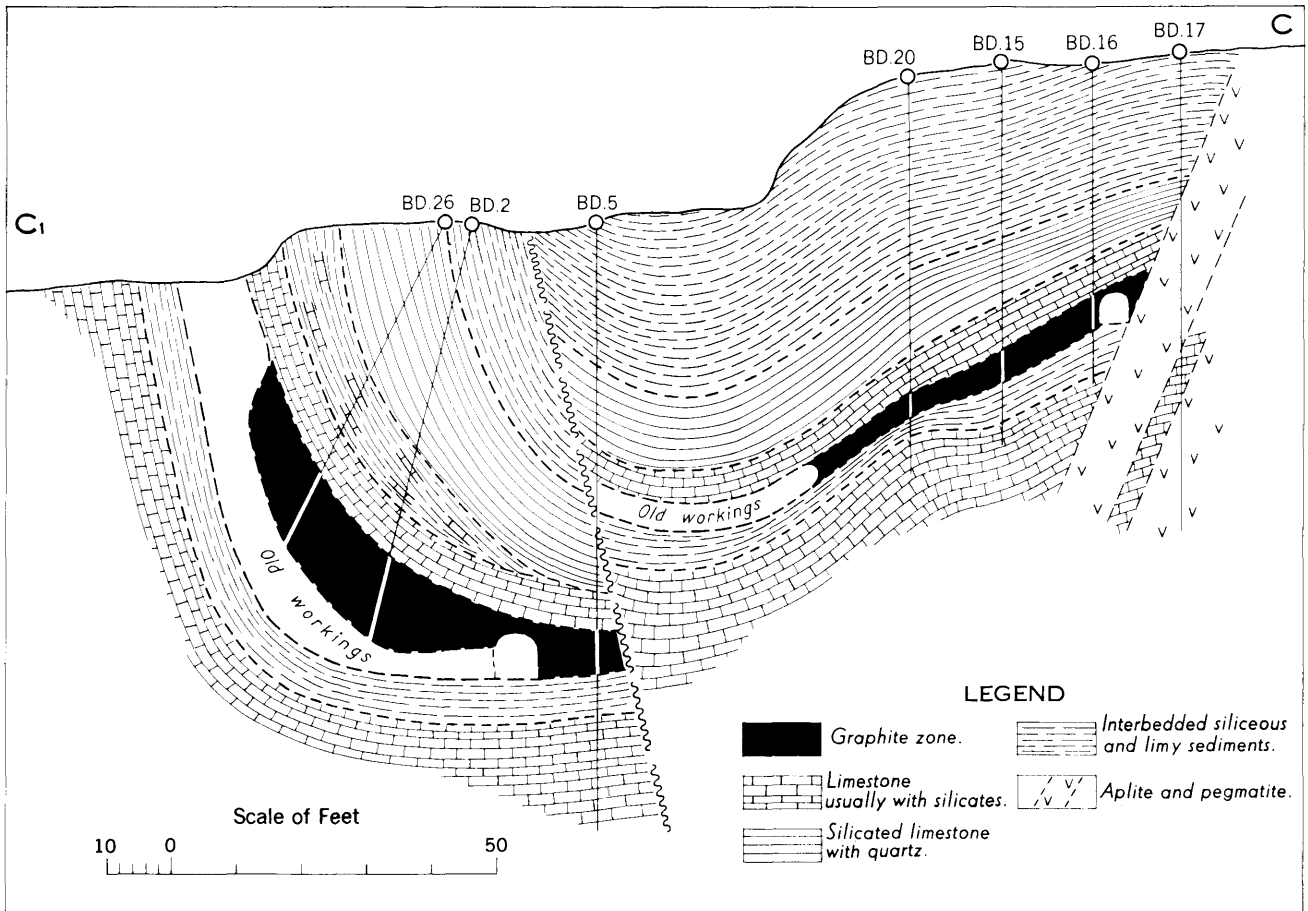 C
BD.17
BD.15
BD.16
BD.20
BD.26
BD.2
BD.5
C1
Old workings
Old
workings
LEGEND
Graphite zone.
Interbedded siliceous
and limy sediments.
Limestone
usually with silicates.
Aplite and pegmatite.
Silicated limestone
with quartz.
Scale of Feet
10 0 50
v v v v v v v v v v v v v v v v v v v v v v v